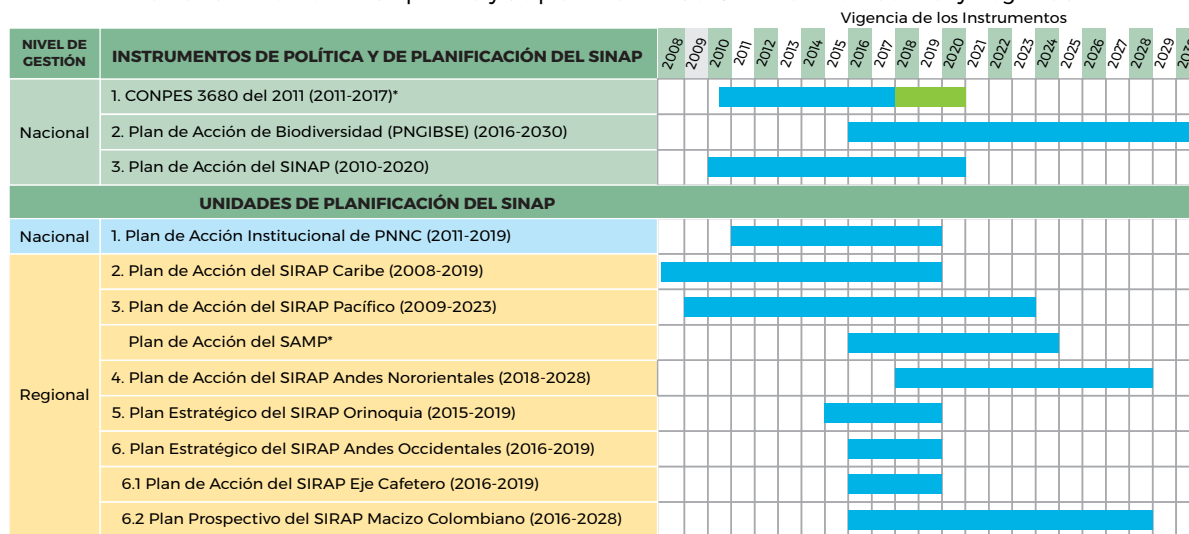 Vigencia de los Instrumentos
NIVEL DE
GESTIÓN
INSTRUMENTOS DE POLÍTICA Y DE PLANIFICACIÓN DEL SINAP
2008 2009 2010 2011 2012 2013 2014 2015 2016 2017 2018 2019 2020 2021 2022 2023 2024 2025 2026 2027 2028 2029
Nacional
1. CONPES 3680 del 2011 (2011-2017)*
2. Plan de Acción de Biodiversidad (PNGIBSE) (2016-2030)
3. Plan de Acción del SINAP (2010-2020)
UNIDADES DE PLANIFICACIÓN DEL SINAP
Nacional
1. Plan de Acción Institucional de PNNC (2011-2019)
Regional
2. Plan de Acción del SIRAP Caribe (2008-2019)
3. Plan de Acción del SIRAP Pacífico (2009-2023)
Plan de Acción del SAMP*
4. Plan de Acción del SIRAP Andes Nororientales (2018-2028)
5. Plan Estratégico del SIRAP Orinoquia (2015-2019)
6. Plan Estratégico del SIRAP Andes Occidentales (2016-2019)
6.1 Plan de Acción del SIRAP Eje Cafetero (2016-2019)
6.2 Plan Prospectivo del SIRAP Macizo Colombiano (2016-2028)